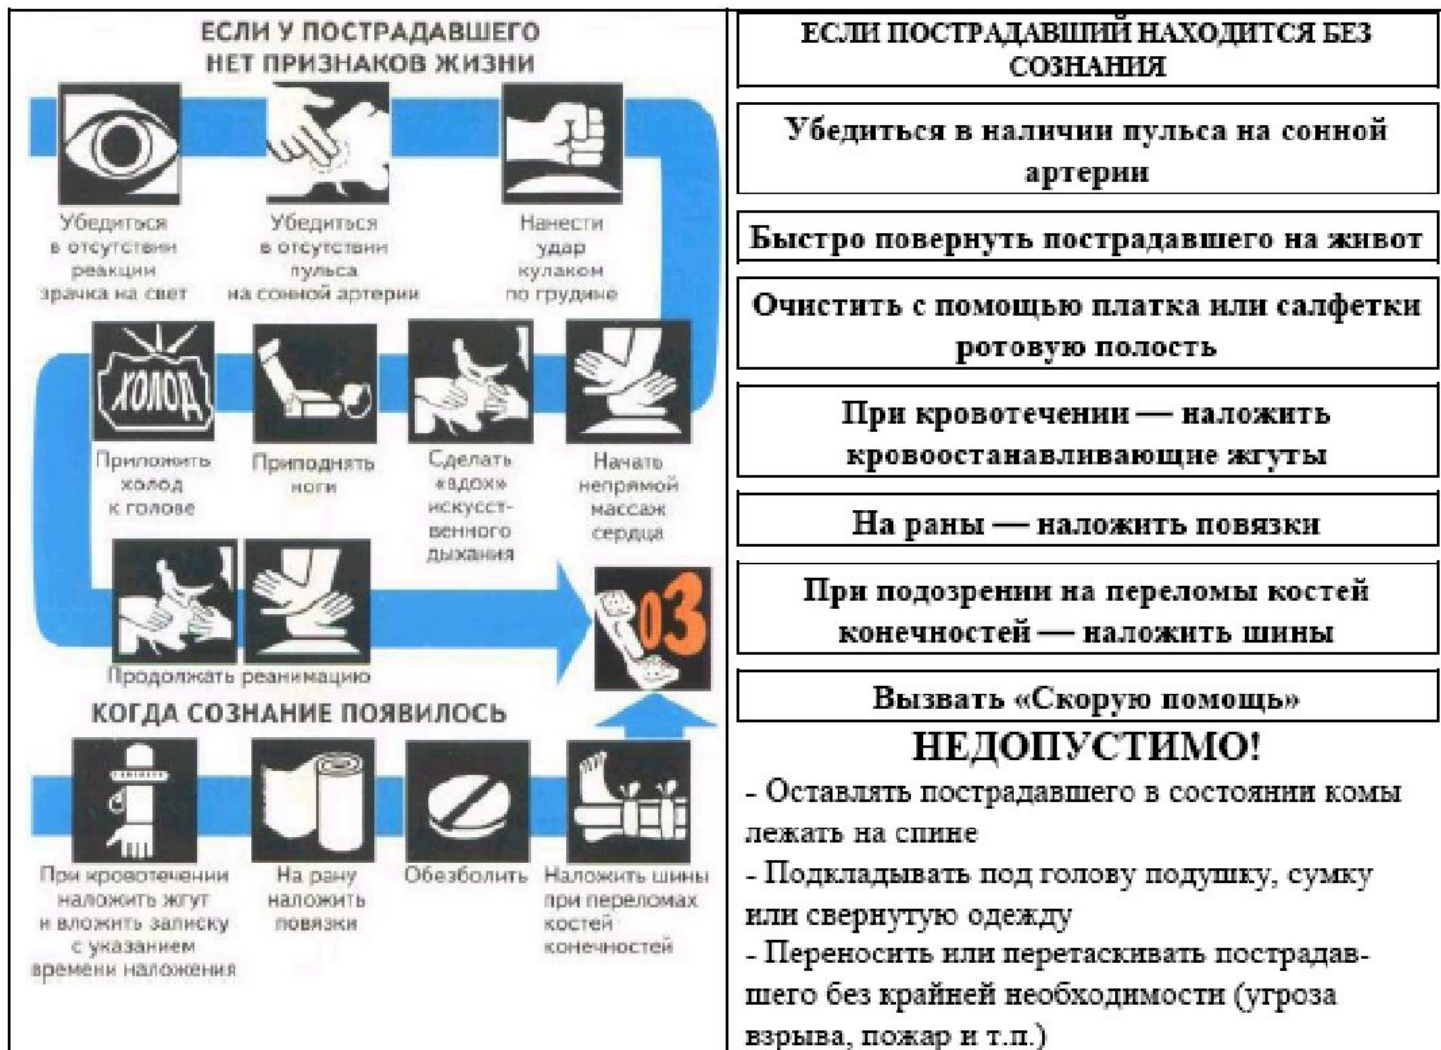 ЕСЛИ У ПОСТРАДАВШЕГО
НЕТ ПРИЗНАКОВ ЖИЗНИ
Убедиться
в отсутствии
реакции
зрачка на свет
Убедиться
в отсутствии
пульса
на сонной артерии
Нанести
удар
кулаком
по грудине
ХОЛОД
Приложить
холод
к голове
Приподнять
ноги
Сделать
«вдох»
искусст-
венного
дыхания
Начать
непрямой
массаж
сердца
Продолжать реанимацию
03
КОГДА СОЗНАНИЕ ПОЯВИЛОСЬ
При кровотечении
наложить жгут
и вложить записку
с указанием
времени наложения
На рану
наложить
повязки
Обезболить
Наложить шины
при переломах
костей
конечностей
ЕСЛИ ПОСТРАДАВШИЙ НАХОДИТСЯ БЕЗ
СОЗНАНИЯ
Убедиться в наличии пульса на сонной
артерии
Быстро повернуть пострадавшего на живот
Очистить с помощью платка или салфетки
ротовую полость
При кровотечении — наложить
кровоостанавливающие жгуты
На раны — наложить повязки
При подозрении на переломы костей
конечностей — наложить шины
Вызвать «Скорую помощь»
НЕДОПУСТИМО!
- Оставлять пострадавшего в состоянии комы
лежать на спине
- Подкладывать под голову подушку, сумку
или свернутую одежду
- Переносить или перетаскивать пострадав-
шего без крайней необходимости (угроза
взрыва, пожар и т.п.)